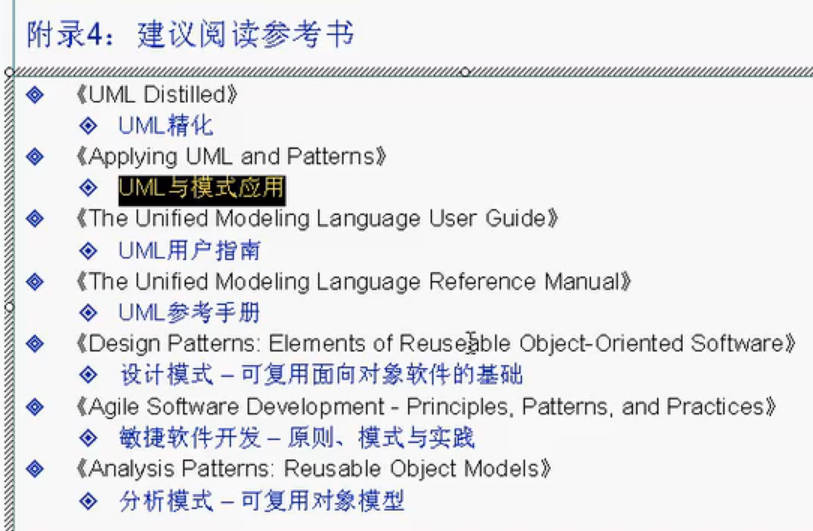 附录4：建议阅读参考书
《UML Distilled》
UML精化
《Applying UML and Patterns》
UML与模式应用
《The Unified Modeling Language User Guide》
UML用户指南
《The Unified Modeling Language Reference Manual》
UML参考手册
《Design Patterns: Elements of Reuseable Object-Oriented Software》
设计模式 – 可复用面向对象软件的基础
《Agile Software Development - Principles, Patterns, and Practices》
敏捷软件开发 – 原则、模式与实践
《Analysis Patterns: Reusable Object Models》
分析模式 – 可复用对象模型